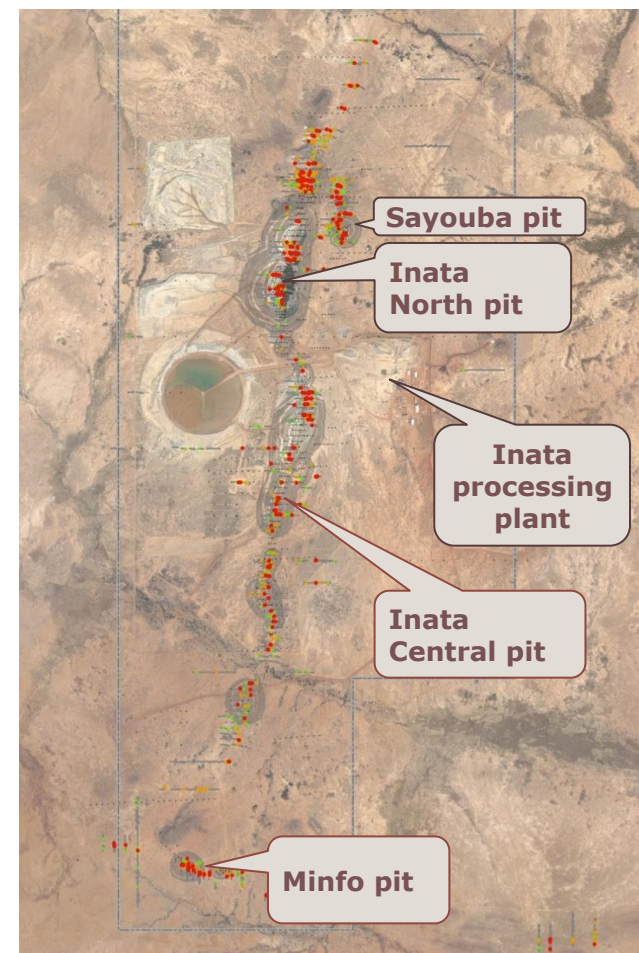 Sayouba pit
Inata
North pit
Inata
processing
plant
Inata
Central pit
Minfo pit